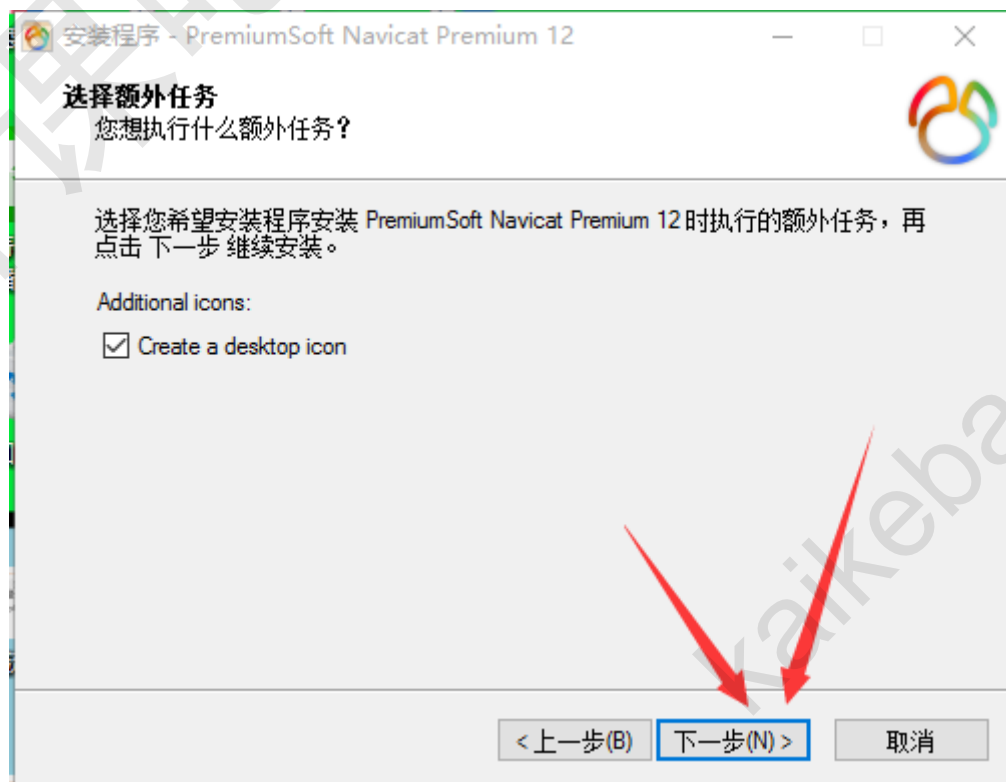 安装程序 - PremiumSoft Navicat Premium 12
选择额外任务
您想执行什么额外任务?
选择您希望安装程序安装 PremiumSoft Navicat Premium 12 时执行的额外任务，再
点击 下一步 继续安装。
Additional icons:
Create a desktop icon
kaikeba
<上一步(B)
下一步(N) >
取消